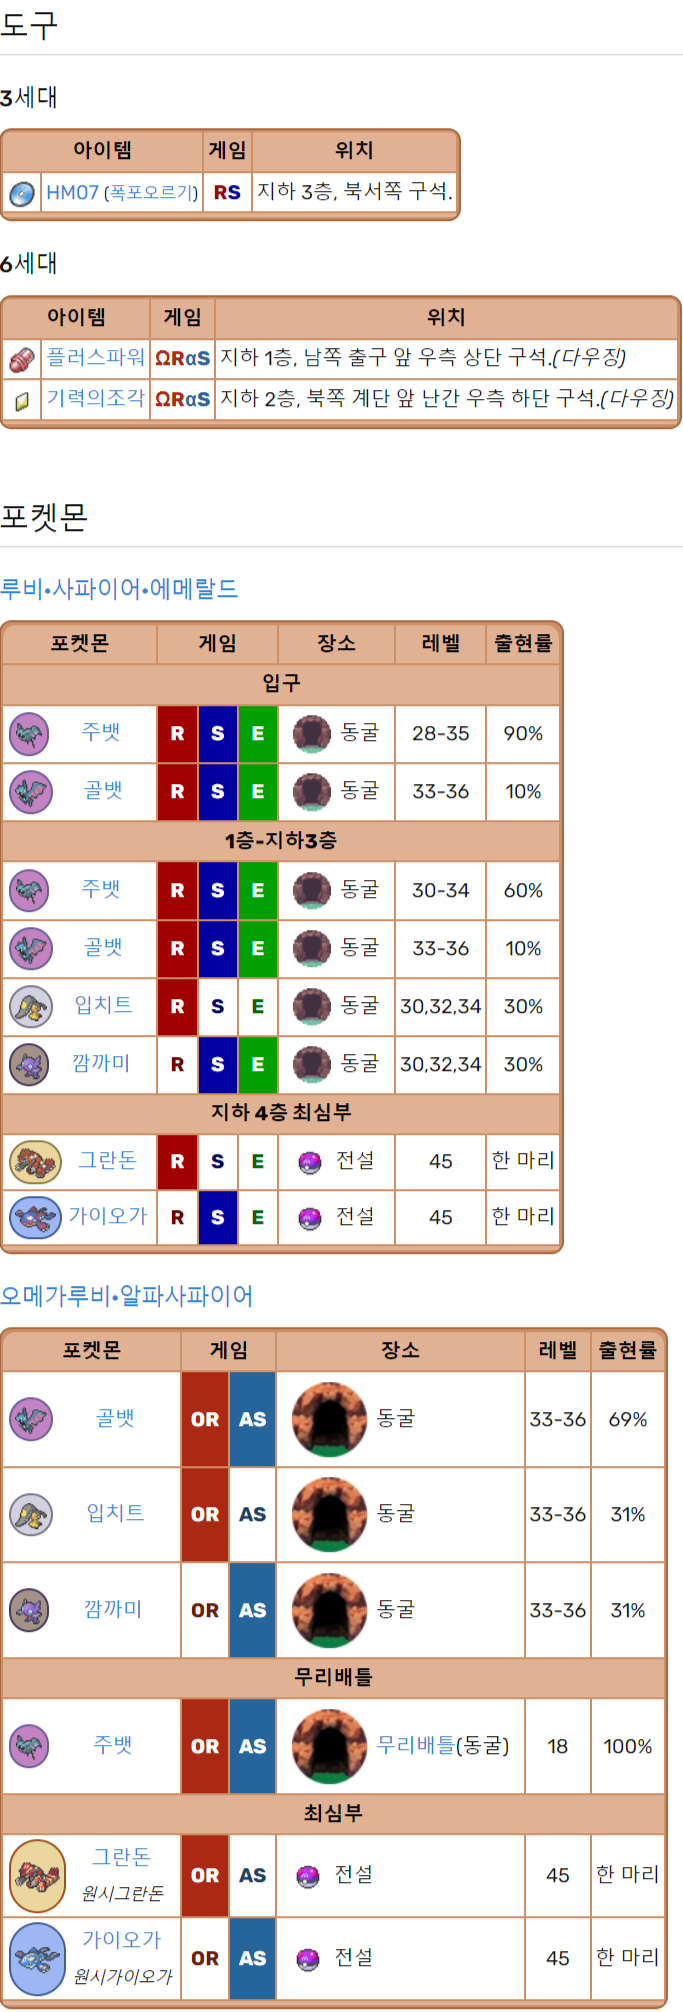 도구
3세대
아이템 게임 위치
HM07 (폭포오르기) RS 지하 3층, 북서쪽 구석.
6세대
아이템 게임 위치
플러스파워 ΩRαS 지하 1층, 남쪽 출구 앞 우측 상단 구석.(다우징)
기력의조각 ΩRαS 지하 2층, 북쪽 계단 앞 난간 우측 하단 구석.(다우징)
포켓몬
루비•사파이어•에메랄드
포켓몬 게임 장소 레벨 출현률
입구
주뱃 R S E 동굴 28-35 90%
골뱃 R S E 동굴 33-36 10%
1층-지하3층
주뱃 R S E 동굴 30-34 60%
골뱃 R S E 동굴 33-36 10%
입치트 R S E 동굴 30,32,34 30%
깜까미 R S E 동굴 30,32,34 30%
지하 4층 최심부
그란돈 R S E 전설 45 한 마리
가이오가 R S E 전설 45 한 마리
오메가루비•알파사파이어
포켓몬 게임 장소 레벨 출현률
골뱃 OR AS 동굴 33-36 69%
입치트 OR AS 동굴 33-36 31%
깜까미 OR AS 동굴 33-36 31%
무리배틀
주뱃 OR AS 무리배틀(동굴) 18 100%
최심부
그란돈 OR AS 전설 45 한 마리
원시그란돈
가이오가 OR AS 전설 45 한 마리
원시가이오가